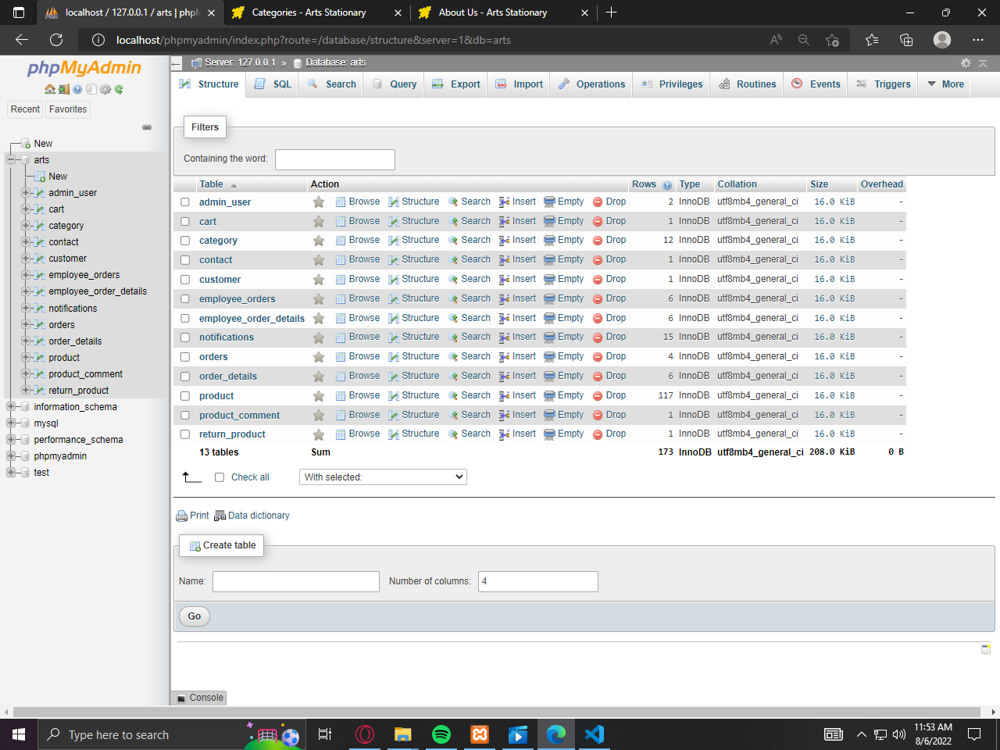 localhost / 127.0.0.1 / arts | phpM
Categories - Arts Stationary
About Us - Arts Stationary
localhost/phpmyadmin/index.php?route=/database/structure&server=1&db=arts
phpMyAdmin
Recent Favorites
New
arts
New
admin_user
cart
category
contact
customer
employee_orders
employee_order_details
notifications
orders
order_details
product
product_comment
return_product
information_schema
mysql
performance_schema
phpmyadmin
test
Server: 127.0.0.1 » Database: arts
Structure SQL Search Query Export Import Operations Privileges Routines Events Triggers More
Filters
Containing the word:
Table Action Rows Type Collation Size Overhead
admin_user Browse Structure Search Insert Empty Drop 2 InnoDB utf8mb4_general_ci 16.0 KiB -
cart Browse Structure Search Insert Empty Drop 1 InnoDB utf8mb4_general_ci 16.0 KiB -
category Browse Structure Search Insert Empty Drop 12 InnoDB utf8mb4_general_ci 16.0 KiB -
contact Browse Structure Search Insert Empty Drop 1 InnoDB utf8mb4_general_ci 16.0 KiB -
customer Browse Structure Search Insert Empty Drop 1 InnoDB utf8mb4_general_ci 16.0 KiB -
employee_orders Browse Structure Search Insert Empty Drop 6 InnoDB utf8mb4_general_ci 16.0 KiB -
employee_order_details Browse Structure Search Insert Empty Drop 6 InnoDB utf8mb4_general_ci 16.0 KiB -
notifications Browse Structure Search Insert Empty Drop 15 InnoDB utf8mb4_general_ci 16.0 KiB -
orders Browse Structure Search Insert Empty Drop 4 InnoDB utf8mb4_general_ci 16.0 KiB -
order_details Browse Structure Search Insert Empty Drop 6 InnoDB utf8mb4_general_ci 16.0 KiB -
product Browse Structure Search Insert Empty Drop 117 InnoDB utf8mb4_general_ci 16.0 KiB -
product_comment Browse Structure Search Insert Empty Drop 1 InnoDB utf8mb4_general_ci 16.0 KiB -
return_product Browse Structure Search Insert Empty Drop 1 InnoDB utf8mb4_general_ci 16.0 KiB -
13 tables Sum 173 InnoDB utf8mb4_general_ci 208.0 KiB 0 B
Check all With selected:
Print Data dictionary
Create table
Name: Number of columns: 4
Go
Console
Type here to search
11:53 AM
8/6/2022